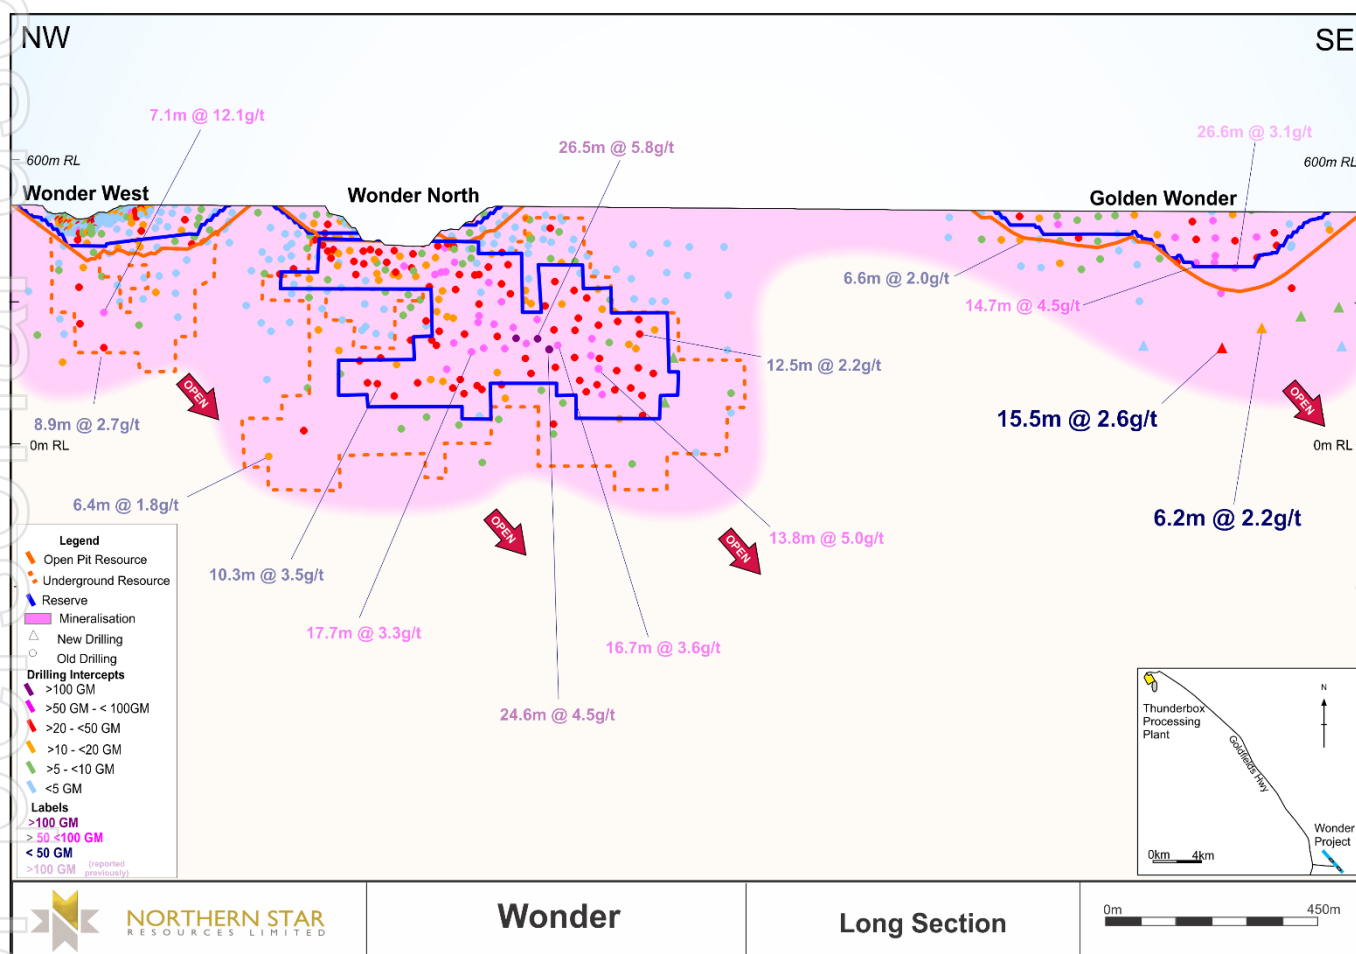 NW
SE
7.1m @ 12.1g/t
26.6m @ 3.1g/t
26.5m @ 5.8g/t
600m RL
600m RL
Wonder West
Wonder North
Golden Wonder
6.6m @ 2.0g/t
14.7m @ 4.5g/t
12.5m @ 2.2g/t
OPEN
OPEN
8.9m @ 2.7g/t
15.5m @ 2.6g/t
0m RL
0m RL
6.4m @ 1.8g/t
6.2m @ 2.2g/t
OPEN
OPEN
13.8m @ 5.0g/t
10.3m @ 3.5g/t
17.7m @ 3.3g/t
16.7m @ 3.6g/t
24.6m @ 4.5g/t
Legend
Open Pit Resource
Underground Resource
Reserve
Mineralisation
New Drilling
Old Drilling
Drilling Intercepts
>100 GM
>50 GM - < 100GM
>20 - <50 GM
>10 - <20 GM
>5 - <10 GM
<5 GM
Labels
>100 GM
> 50 <100 GM
< 50 GM
>100 GM (reported previously)
Thunderbox
Processing
Plant
Goldfields Hwy
N
Wonder
Project
0km 4km
NORTHERN STAR
RESOURCES LIMITED
Wonder
Long Section
0m 450m